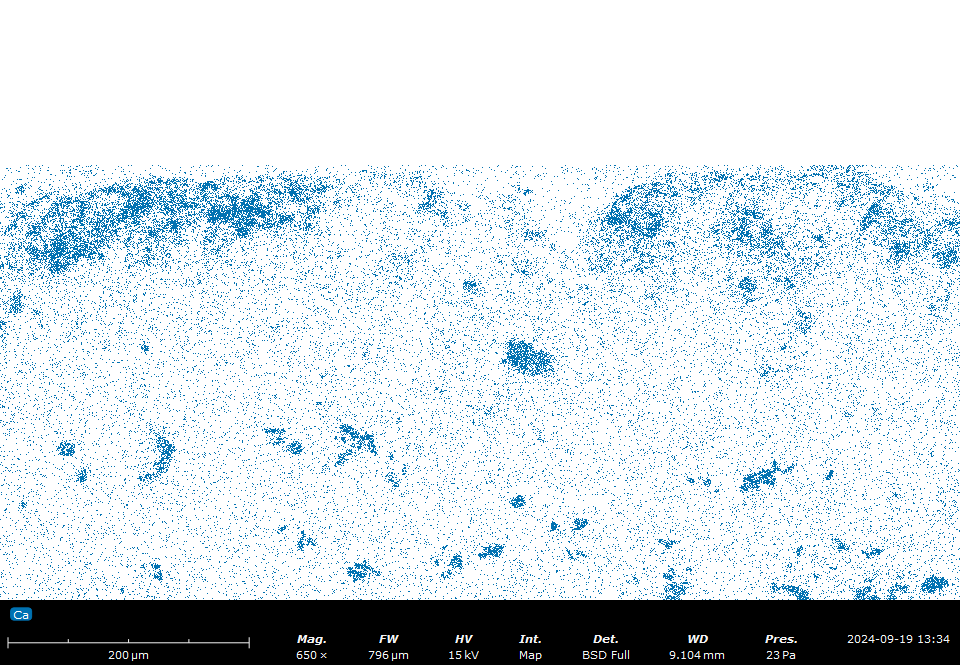 Ca
Mag. FW HV Int. Det. WD Pres. 2024-09-19 13:34
200 µm 650 × 796 µm 15 kV Map BSD Full 9.104 mm 23 Pa